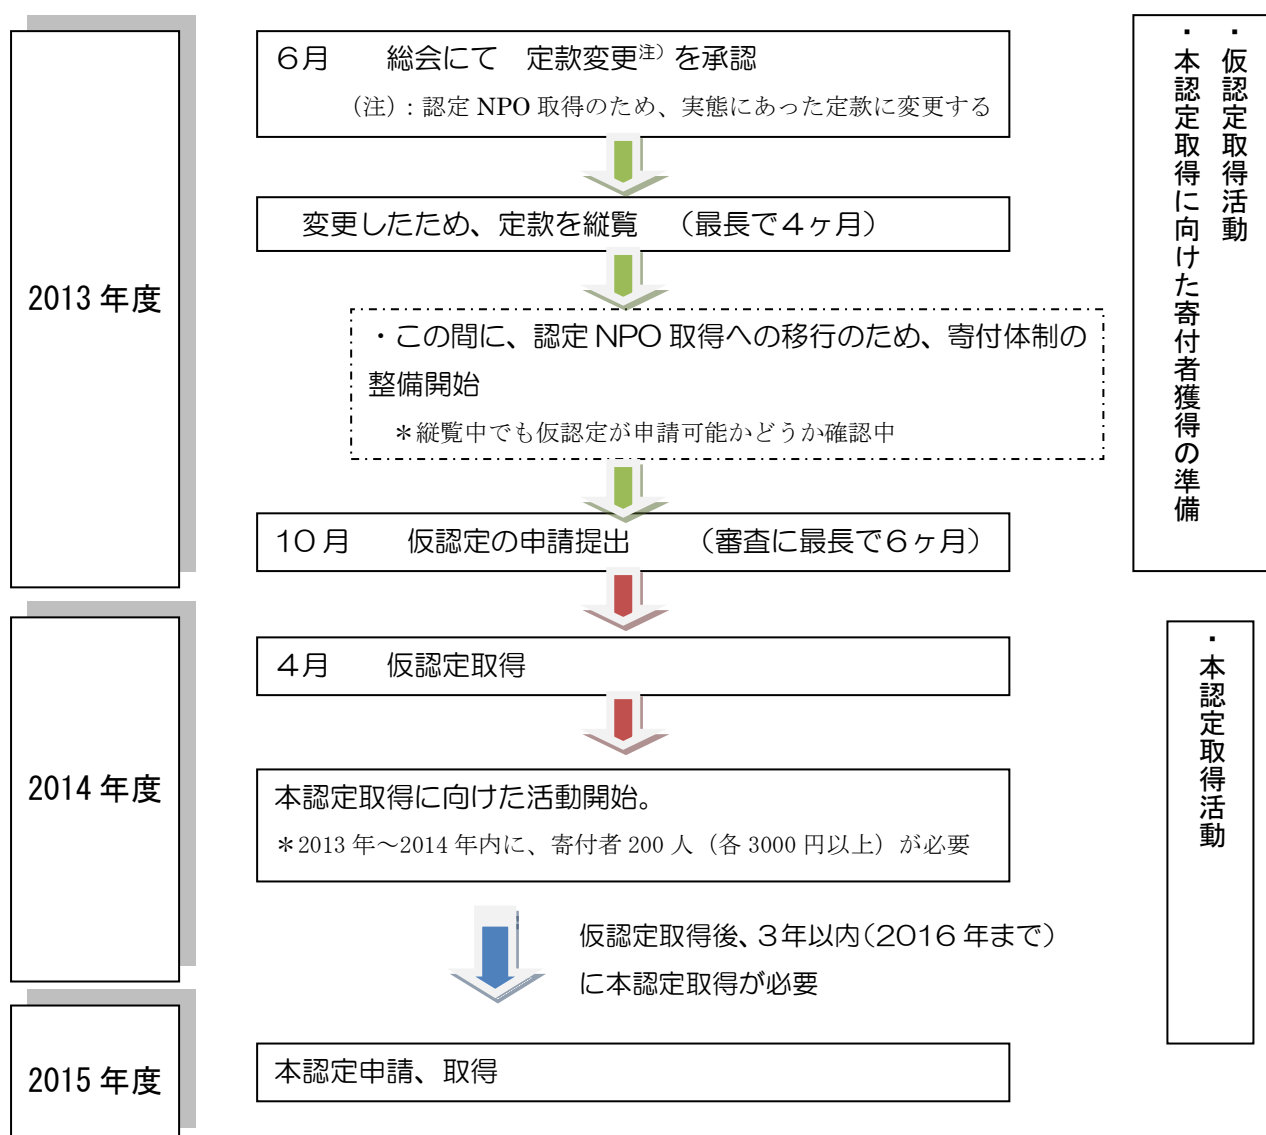 2013 年度
6月　総会にて　定款変更注）を承認
（注）：認定 NPO 取得のため、実態にあった定款に変更する
変更したため、定款を縦覧　（最長で4ヶ月）
・この間に、認定 NPO 取得への移行のため、寄付体制の
整備開始
＊縦覧中でも仮認定が申請可能かどうか確認中
10月　仮認定の申請提出　（審査に最長で6ヶ月）
・仮認定取得活動
・本認定取得に向けた寄付者獲得の準備
2014 年度
4月　仮認定取得
本認定取得に向けた活動開始。
＊2013 年～2014 年内に、寄付者 200 人（各 3000 円以上）が必要
仮認定取得後、3年以内（2016 年まで）
に本認定取得が必要
・本認定取得活動
2015 年度
本認定申請、取得